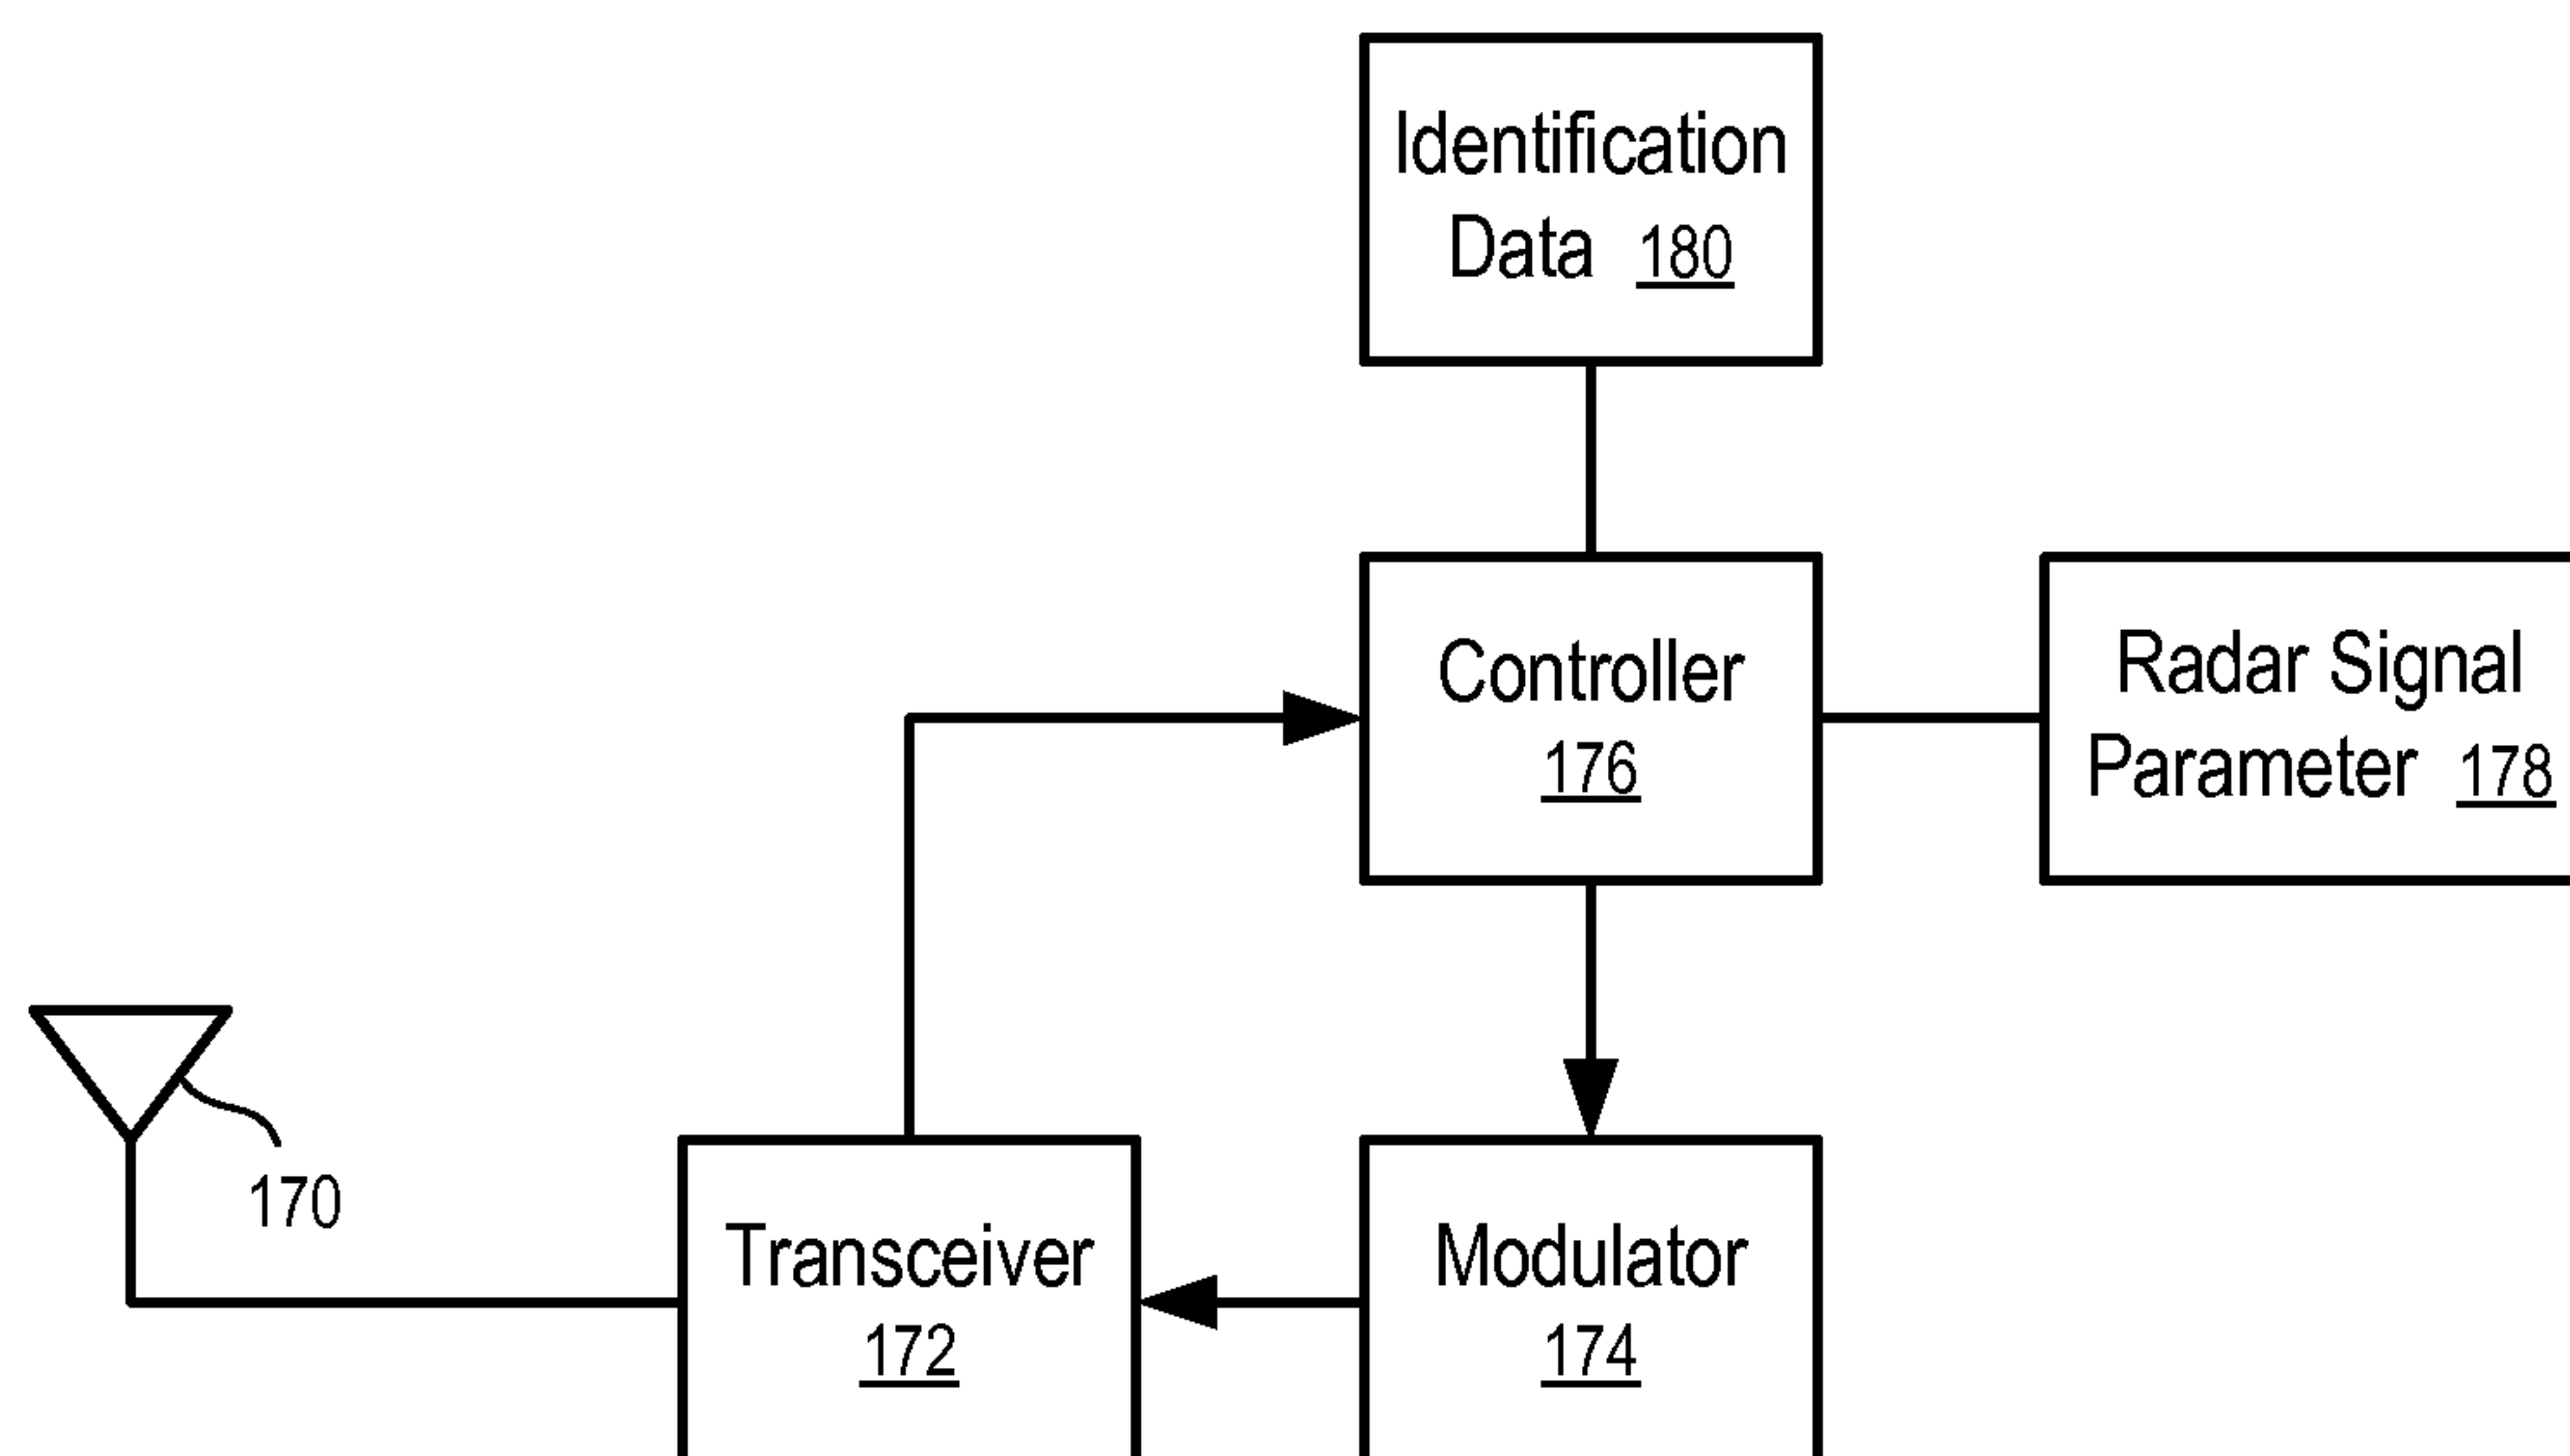 Identification
Data 180
Controller
176
Radar Signal
Parameter 178
170
Transceiver
172
Modulator
174